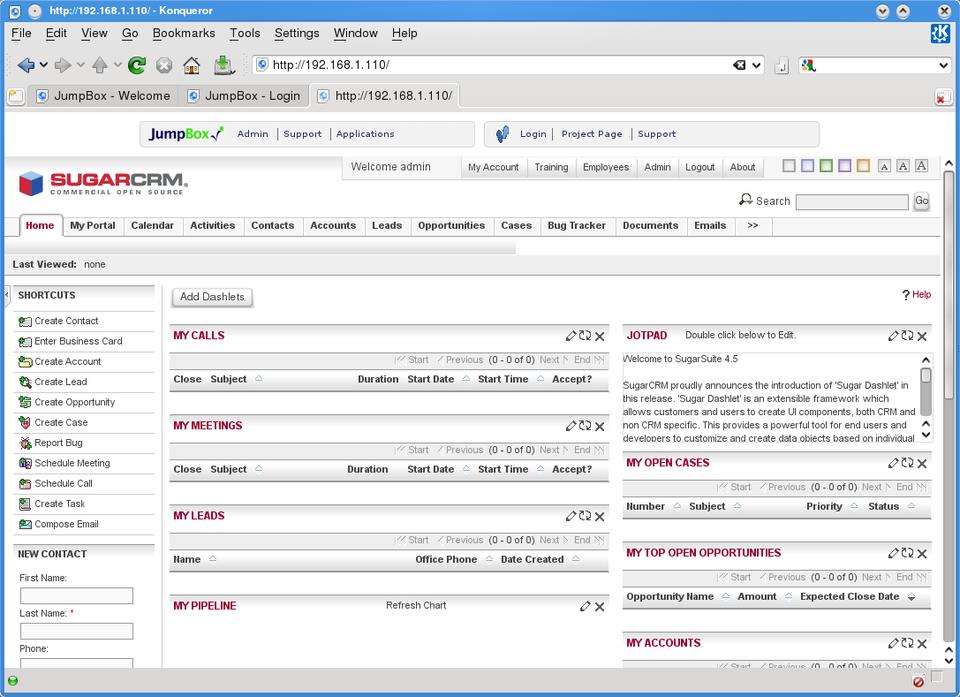 http://192.168.1.110/ - Konqueror
File Edit View Go Bookmarks Tools Settings Window Help
http://192.168.1.110/
JumpBox - Welcome JumpBox - Login http://192.168.1.110/
JumpBox Admin Support Applications Login Project Page Support
Welcome admin My Account Training Employees Admin Logout About A A A
SUGARCRM.
COMMERCIAL OPEN SOURCE
Search Go
Home My Portal Calendar Activities Contacts Accounts Leads Opportunities Cases Bug Tracker Documents Emails >>
Last Viewed: none
SHORTCUTS
Create Contact
Enter Business Card
Create Account
Create Lead
Create Opportunity
Create Case
Report Bug
Schedule Meeting
Schedule Call
Create Task
Compose Email
NEW CONTACT
First Name:
Last Name: *
Phone:
Add Dashlets
? Help
MY CALLS
Start Previous (0 - 0 of 0) Next End
Close Subject Duration Start Date Start Time Accept?
MY MEETINGS
Start Previous (0 - 0 of 0) Next End
Close Subject Duration Start Date Start Time Accept?
MY LEADS
Start Previous (0 - 0 of 0) Next End
Name Office Phone Date Created
MY PIPELINE Refresh Chart
JOTPAD Double click below to Edit.
Welcome to SugarSuite 4.5
SugarCRM proudly announces the introduction of 'Sugar Dashlet' in
this release. 'Sugar Dashlet' is an extensible framework which
allows customers and users to create UI components, both CRM and
non CRM specific. This provides a powerful tool for end users and
developers to customize and create data objects based on individual
MY OPEN CASES
Start Previous (0 - 0 of 0) Next End
Number Subject Priority Status
MY TOP OPEN OPPORTUNITIES
Start Previous (0 - 0 of 0) Next End
Opportunity Name Amount Expected Close Date
MY ACCOUNTS
Start Previous (0 - 0 of 0) Next End